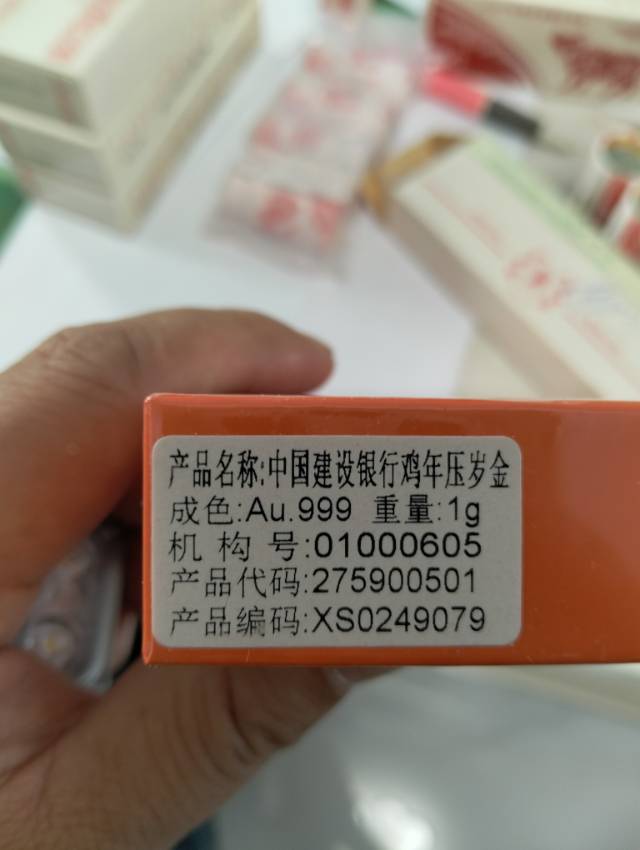 产品名称:中国建设银行鸡年压岁金
成色:Au.999 重量:1g
机构号:01000605
产品代码:275900501
产品编码:XS0249079